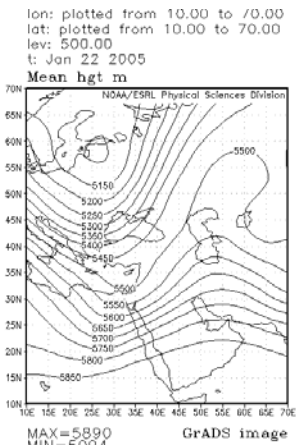 lon: plotted from 10.00 to 70.00
lat: plotted from 10.00 to 70.00
lev: 500.00
t: Jan 22 2005
Mean hgt m
NOAA/ESRL Physical Sciences Division
70N
65N
60N
55N
50N
45N
40N
35N
30N
25N
20N
15N
10N
5500
5150
5200
5250
5300
5350
5400
5450
5500
5550
5600
5650
5700
5750
5800
5850
10E 15E 20E 25E 30E 35E 40E 45E 50E 55E 60E 65E 70E
MAX=5890 GrADS image